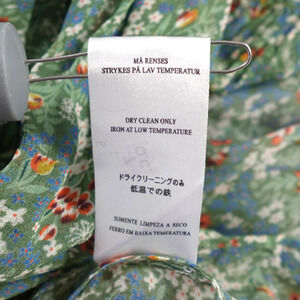 MÅ RENSES
STRYKES PÅ LAV TEMPERATUR
DRY CLEAN ONLY
IRON AT LOW TEMPERATURE
ドライクリーニングのみ
低温での鉄
SOMENTE LIMPEZA A SECO
FERRO EM BAIXA TEMPERATURA